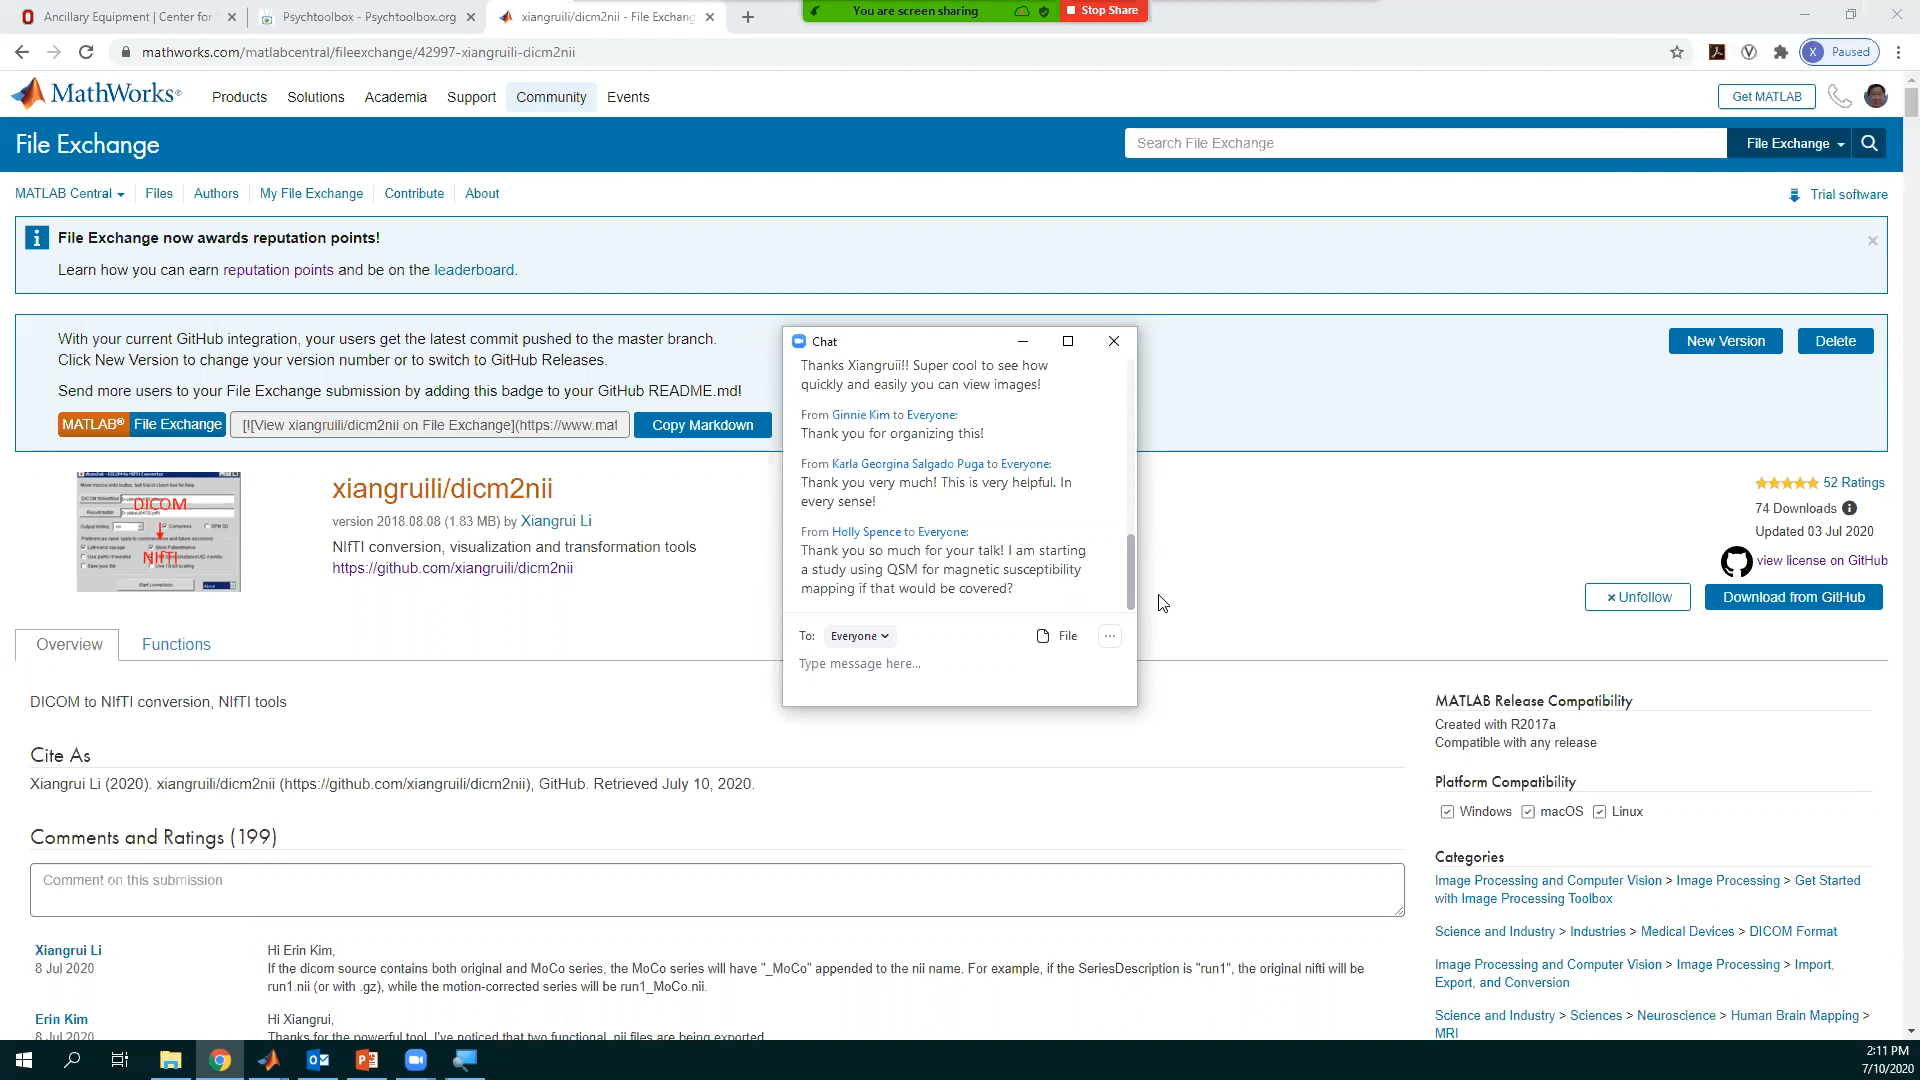 Ancillary Equipment | Center for
Psychtoolbox - Psychtoolbox.org
xiangruili/dicm2nii - File Exchang
You are screen sharing
Stop Share
mathworks.com/matlabcentral/fileexchange/42997-xiangruili-dicm2nii
X Paused
MathWorks®
Products Solutions Academia Support Community Events
Get MATLAB
File Exchange
Search File Exchange
File Exchange
MATLAB Central Files Authors My File Exchange Contribute About
Trial software
File Exchange now awards reputation points!
Learn how you can earn reputation points and be on the leaderboard.
With your current GitHub integration, your users get the latest commit pushed to the master branch.
Click New Version to change your version number or to switch to GitHub Releases.
New Version Delete
Send more users to your File Exchange submission by adding this badge to your GitHub README.md!
MATLAB® File Exchange
[![View xiangruili/dicm2nii on File Exchange](https://www.mat
Copy Markdown
Chat
Thanks Xiangruii!! Super cool to see how
quickly and easily you can view images!
From Ginnie Kim to Everyone:
Thank you for organizing this!
From Karla Georgina Salgado Puga to Everyone:
Thank you very much! This is very helpful. In
every sense!
From Holly Spence to Everyone:
Thank you so much for your talk! I am starting
a study using QSM for magnetic susceptibility
mapping if that would be covered?
To: Everyone
File
Type message here...
DICOM
NIfTI
xiangruili/dicm2nii
version 2018.08.08 (1.83 MB) by Xiangrui Li
NIfTI conversion, visualization and transformation tools
https://github.com/xiangruili/dicm2nii
52 Ratings
74 Downloads
Updated 03 Jul 2020
view license on GitHub
× Unfollow
Download from GitHub
Overview Functions
DICOM to NIfTI conversion, NIfTI tools
Cite As
Xiangrui Li (2020). xiangruili/dicm2nii (https://github.com/xiangruili/dicm2nii), GitHub. Retrieved July 10, 2020.
Comments and Ratings (199)
Comment on this submission
Xiangrui Li
8 Jul 2020
Hi Erin Kim,
If the dicom source contains both original and MoCo series, the MoCo series will have "_MoCo" appended to the nii name. For example, if the SeriesDescription is "run1", the original nifti will be
run1.nii (or with .gz), while the motion-corrected series will be run1_MoCo.nii.
Erin Kim
8 Jul 2020
Hi Xiangrui,
Thanks for the powerful tool. I've noticed that two functional .nii files are being exported
MATLAB Release Compatibility
Created with R2017a
Compatible with any release
Platform Compatibility
Windows macOS Linux
Categories
Image Processing and Computer Vision > Image Processing > Get Started
with Image Processing Toolbox
Science and Industry > Industries > Medical Devices > DICOM Format
Image Processing and Computer Vision > Image Processing > Import,
Export, and Conversion
Science and Industry > Sciences > Neuroscience > Human Brain Mapping >
MRI
2:11 PM
7/10/2020